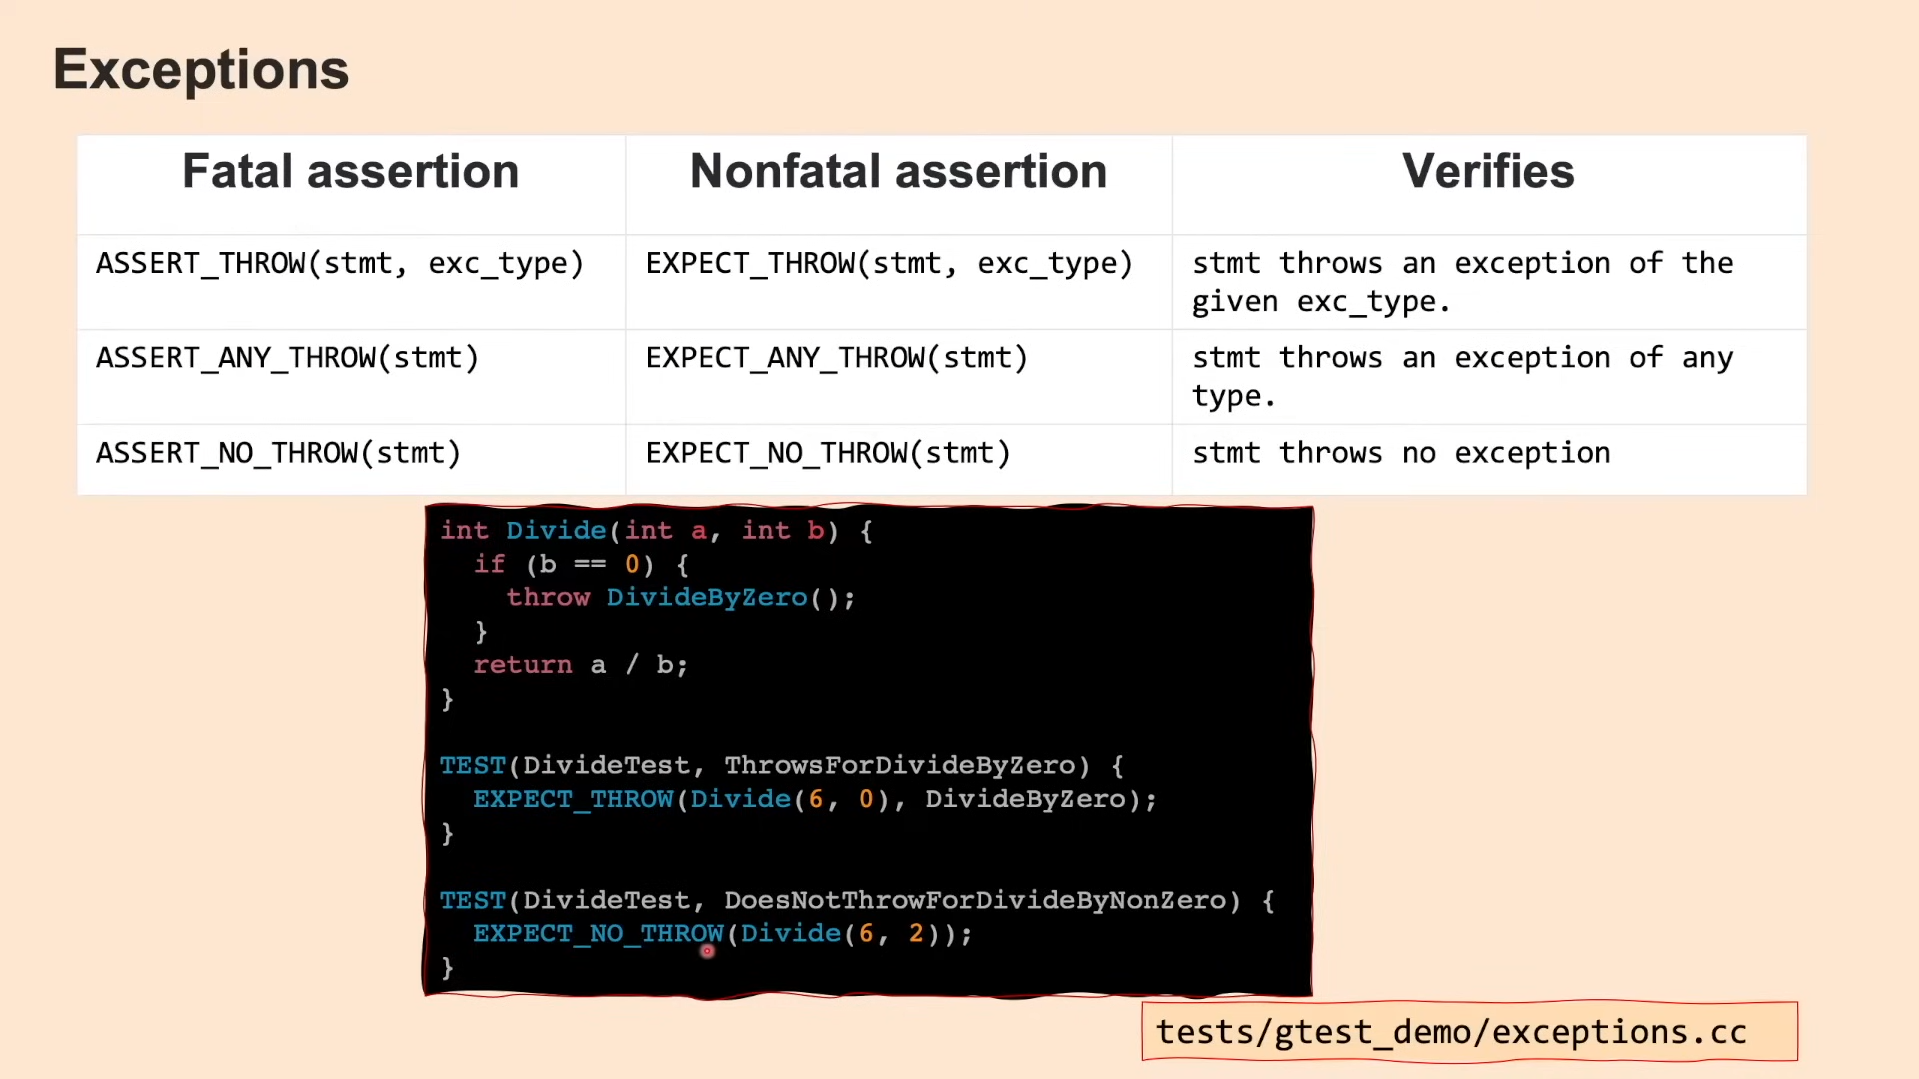 Exceptions
Fatal assertion
Nonfatal assertion
Verifies
ASSERT_THROW(stmt, exc_type)
EXPECT_THROW(stmt, exc_type)
stmt throws an exception of the
given exc_type.
ASSERT_ANY_THROW(stmt)
EXPECT_ANY_THROW(stmt)
stmt throws an exception of any
type.
ASSERT_NO_THROW(stmt)
EXPECT_NO_THROW(stmt)
stmt throws no exception
int Divide(int a, int b) {
  if (b == 0) {
    throw DivideByZero();
  }
  return a / b;
}
TEST(DivideTest, ThrowsForDivideByZero) {
  EXPECT_THROW(Divide(6, 0), DivideByZero);
}
TEST(DivideTest, DoesNotThrowForDivideByNonZero) {
  EXPECT_NO_THROW(Divide(6, 2));
}
tests/gtest_demo/exceptions.cc